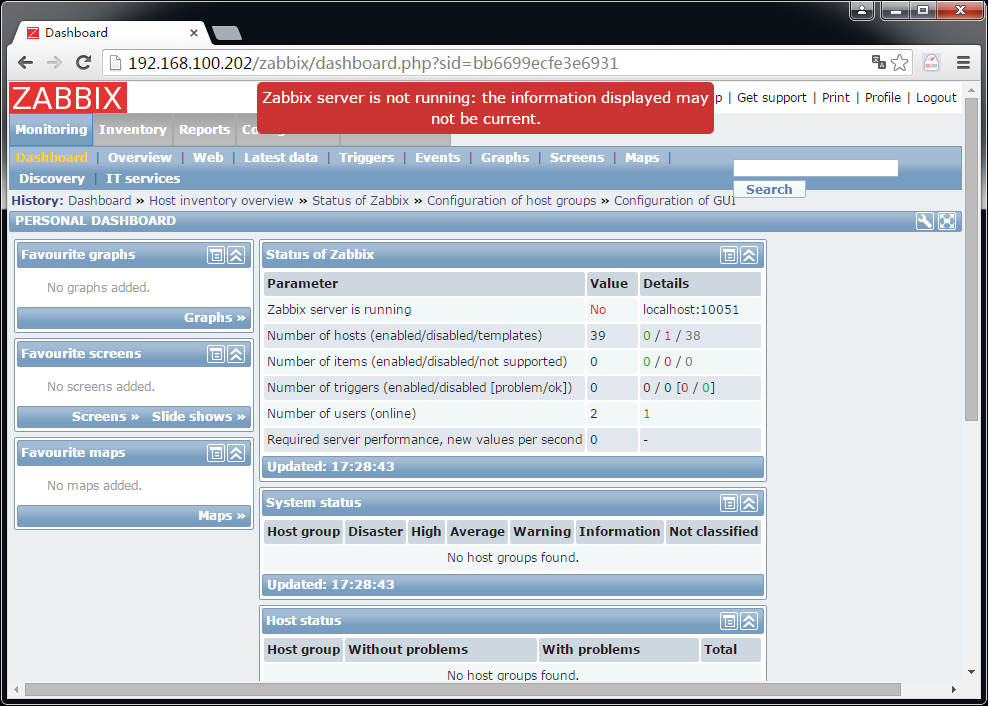 Dashboard
192.168.100.202/zabbix/dashboard.php?sid=bb6699ecfe3e6931
ZABBIX
Zabbix server is not running: the information displayed may
not be current.
| Get support | Print | Profile | Logout
Monitoring Inventory Reports
Dashboard | Overview | Web | Latest data | Triggers | Events | Graphs | Screens | Maps |
Discovery | IT services
Search
History: Dashboard » Host inventory overview » Status of Zabbix » Configuration of host groups » Configuration of GUI
PERSONAL DASHBOARD
Favourite graphs
No graphs added.
Graphs »
Favourite screens
No screens added.
Screens » Slide shows »
Favourite maps
No maps added.
Maps »
Status of Zabbix
Parameter Value Details
Zabbix server is running No localhost:10051
Number of hosts (enabled/disabled/templates) 39 0 / 1 / 38
Number of items (enabled/disabled/not supported) 0 0 / 0 / 0
Number of triggers (enabled/disabled [problem/ok]) 0 0 / 0 [0 / 0]
Number of users (online) 2 1
Required server performance, new values per second 0 -
Updated: 17:28:43
System status
Host group Disaster High Average Warning Information Not classified
No host groups found.
Updated: 17:28:43
Host status
Host group Without problems With problems Total
No host groups found.